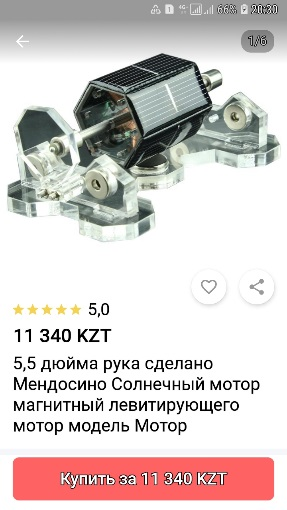 4G 66% 20:30
1/6
5,0
11 340 KZT
5,5 дюйма рука сделано
Мендосино Солнечный мотор
магнитный левитирующего
мотор модель Мотор
Купить за 11 340 KZT